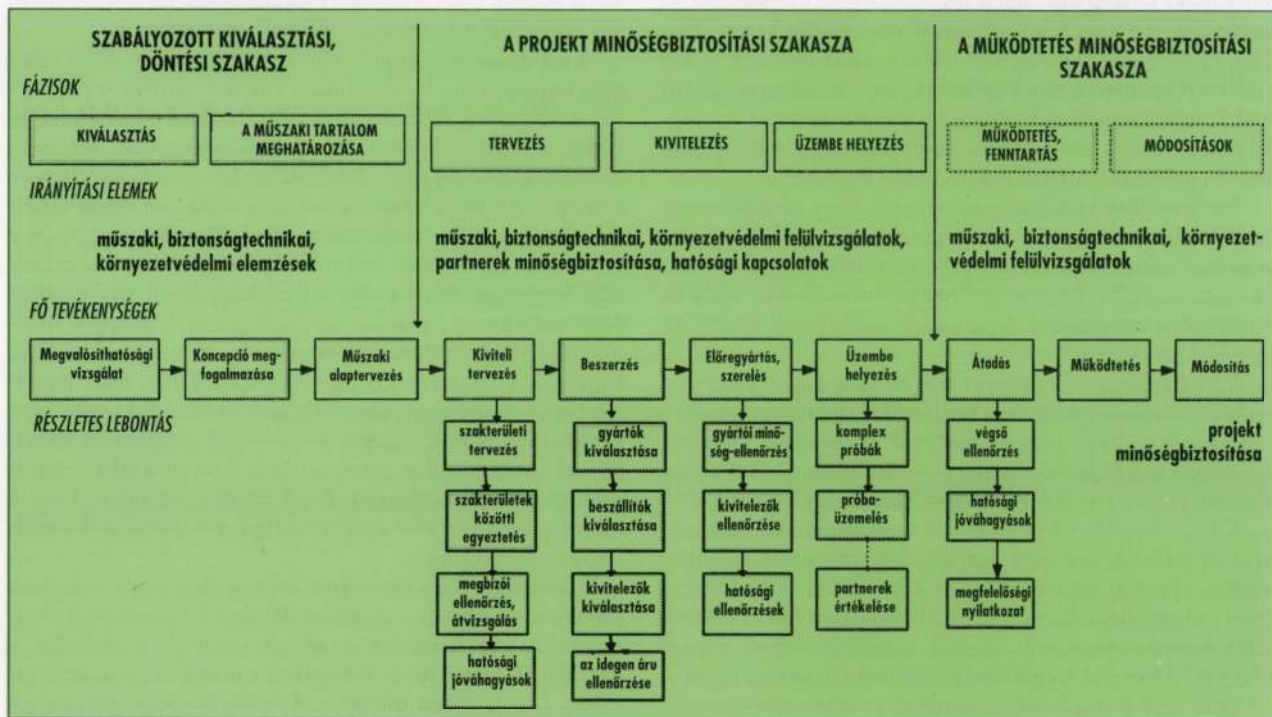 SZABÁLYOZOTT KIVÁLASZTÁSI,
DÖNTÉSI SZAKASZ
A PROJEKT MINŐSÉGBIZTOSÍTÁSI SZAKASZA
A MŰKÖDTETÉS MINŐSÉGBIZTOSÍTÁSI
SZAKASZA
FÁZISOK
KIVÁLASZTÁS
A MŰSZAKI TARTALOM
MEGHATÁROZÁSA
TERVEZÉS
KIVITELEZÉS
ÜZEMBE HELYEZÉS
MŰKÖDTETÉS,
FENNTARTÁS
MÓDOSÍTÁSOK
IRÁNYÍTÁSI ELEMEK
műszaki, biztonságtechnikai,
környezetvédelmi elemzések
műszaki, biztonságtechnikai, környezetvédelmi felülvizsgálatok,
partnerek minőségbiztosítása, hatósági kapcsolatok
műszaki, biztonságtechnikai, környezet-
védelmi felülvizsgálatok
FŐ TEVÉKENYSÉGEK
Megvalósíthatósági
vizsgálat
Koncepció meg-
fogalmazása
Műszaki
alaptervezés
Kiviteli
tervezés
Beszerzés
Előregyártás,
szerelés
Üzembe
helyezés
Átadás
Működtetés
Módosítás
RÉSZLETES LEBONTÁS
szakterületi
tervezés
szakterületek
közötti
egyeztetés
megbízói
ellenőrzés,
átvizsgálás
hatósági
jóváhagyások
gyártók
kiválasztása
beszállítók
kiválasztása
kivitelezők
kiválasztása
az idegen áru
ellenőrzése
gyártói minő-
ség-ellenőrzés
kivitelezők
ellenőrzése
hatósági
ellenőrzések
komplex
próbák
próba-
üzemelés
partnerek
értékelése
végső
ellenőrzés
hatósági
jóváhagyások
megfelelőségi
nyilatkozat
projekt
minőségbiztosítása